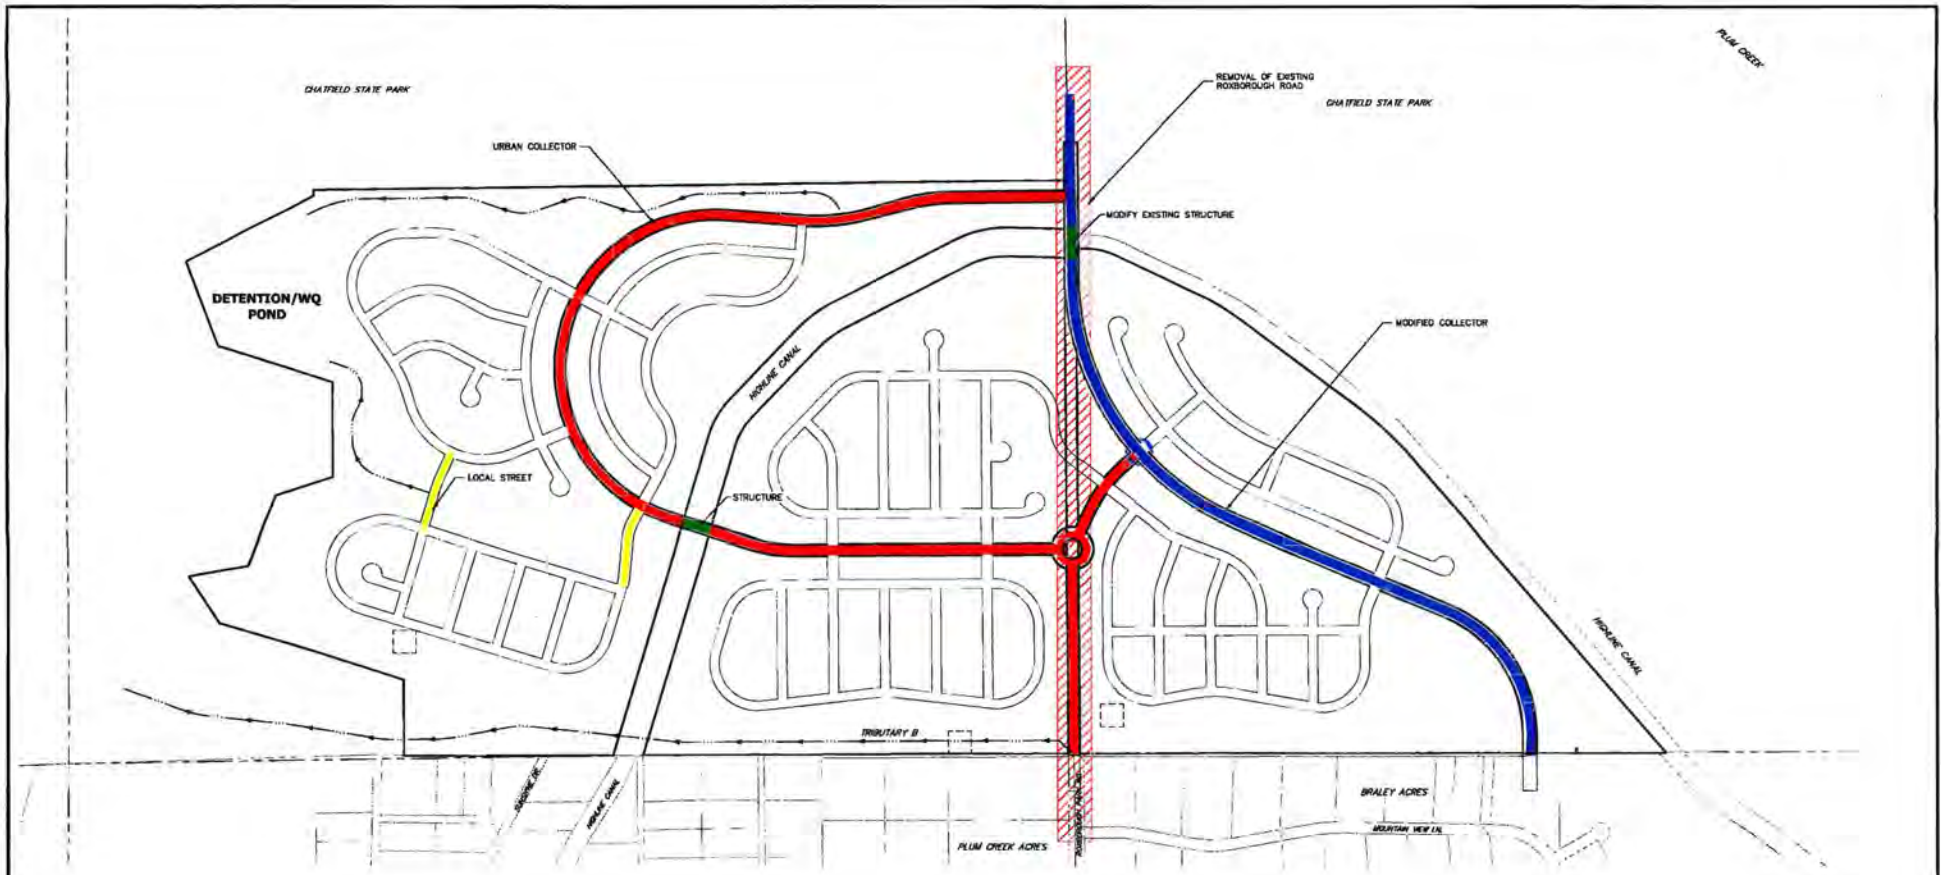 PLUM CREEK
REMOVAL OF EXISTING
ROXBOROUGH ROAD
CHATFIELD STATE PARK
CHATFIELD STATE PARK
URBAN COLLECTOR
MODIFY EXISTING STRUCTURE
DETENTION/WQ
POND
MODIFIED COLLECTOR
HIGHLINE CANAL
LOCAL STREET
STRUCTURE
HIGHLINE CANAL
TRIBUTARY B
HIGHLINE CANAL
BRALEY ACRES
MOUNTAIN VIEW LN.
PLUM CREEK ACRES